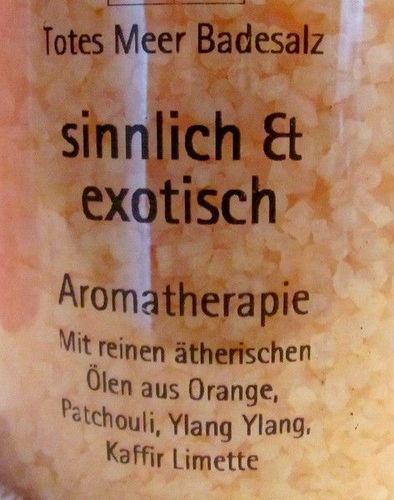 Totes Meer Badesalz
sinnlich &
exotisch
Aromatherapie
Mit reinen ätherischen
Ölen aus Orange,
Patchouli, Ylang Ylang,
Kaffir Limette